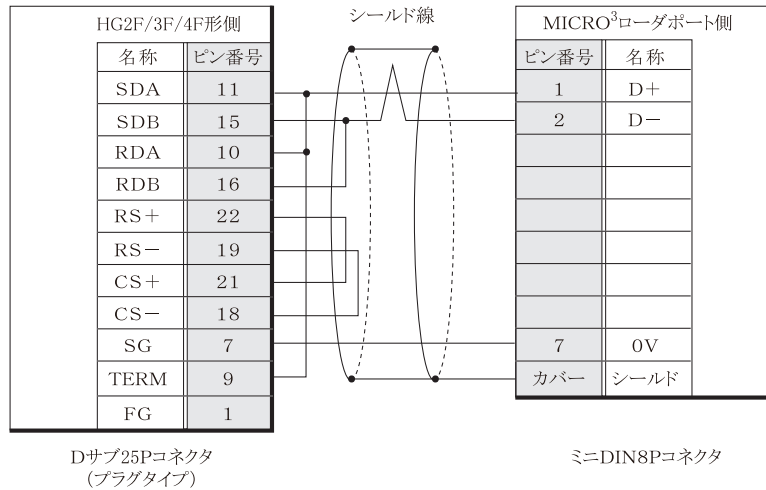 シールド線
HG2F/3F/4F形側
名称 ピン番号
SDA 11
SDB 15
RDA 10
RDB 16
RS+ 22
RS− 19
CS+ 21
CS− 18
SG 7
TERM 9
FG 1
Dサブ25Pコネクタ
(プラグタイプ)
MICRO³ローダポート側
ピン番号 名称
1 D+
2 D−
7 0V
カバー シールド
ミニDIN8Pコネクタ